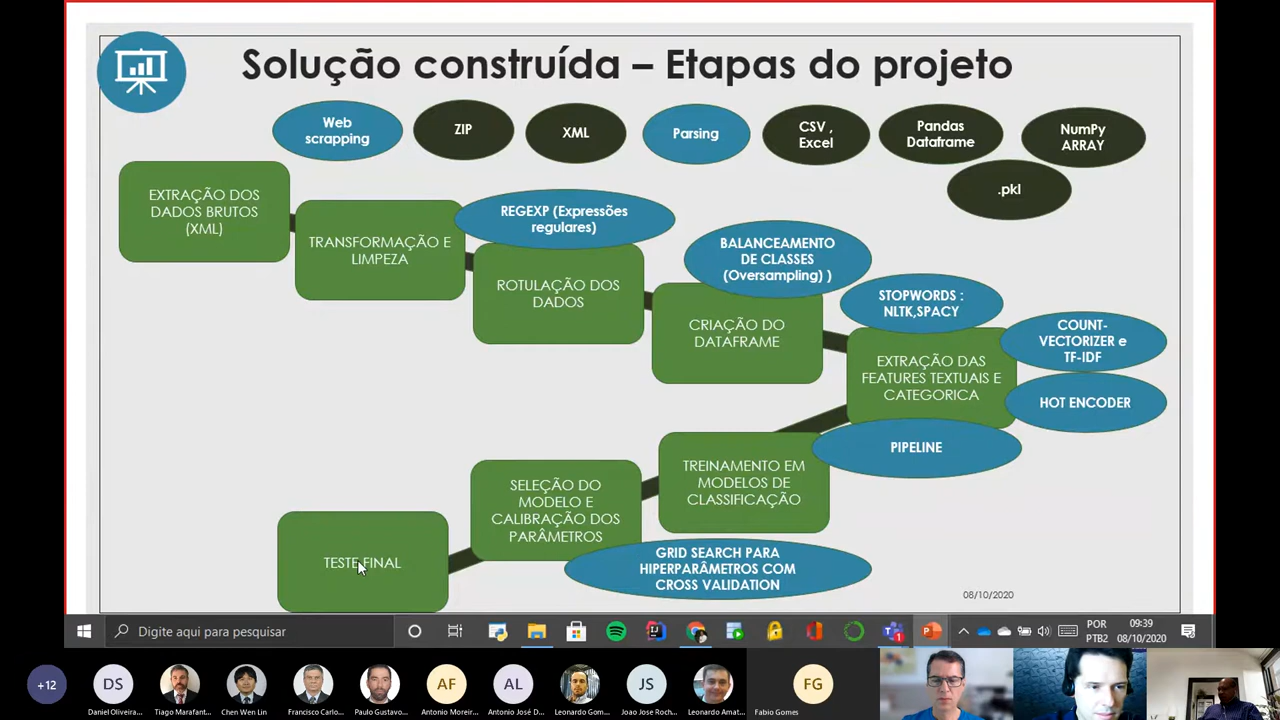 Solução construída – Etapas do projeto
Web
scrapping
ZIP
XML
Parsing
CSV ,
Excel
Pandas
Dataframe
NumPy
ARRAY
.pkl
EXTRAÇÃO DOS
DADOS BRUTOS
(XML)
TRANSFORMAÇÃO E
LIMPEZA
REGEXP (Expressões
regulares)
ROTULAÇÃO DOS
DADOS
BALANCEAMENTO
DE CLASSES
(Oversampling) )
CRIAÇÃO DO
DATAFRAME
STOPWORDS :
NLTK,SPACY
EXTRAÇÃO DAS
FEATURES TEXTUAIS E
CATEGORICA
COUNT-
VECTORIZER e
TF-IDF
HOT ENCODER
PIPELINE
TREINAMENTO EM
MODELOS DE
CLASSIFICAÇÃO
SELEÇÃO DO
MODELO E
CALIBRAÇÃO DOS
PARÂMETROS
GRID SEARCH PARA
HIPERPARÂMETROS COM
CROSS VALIDATION
TESTE FINAL
08/10/2020
Digite aqui para pesquisar
POR
PTB2
09:39
08/10/2020
+12
DS
AF
AL
JS
FG
Daniel Oliveira...
Tiago Marafant...
Chen Wen Lin
Francisco Carlo...
Paulo Gustavo...
Antonio Moreir...
Antonio José D...
Leonardo Gom...
Joao Jose Roch...
Leonardo Amat...
Fabio Gomes